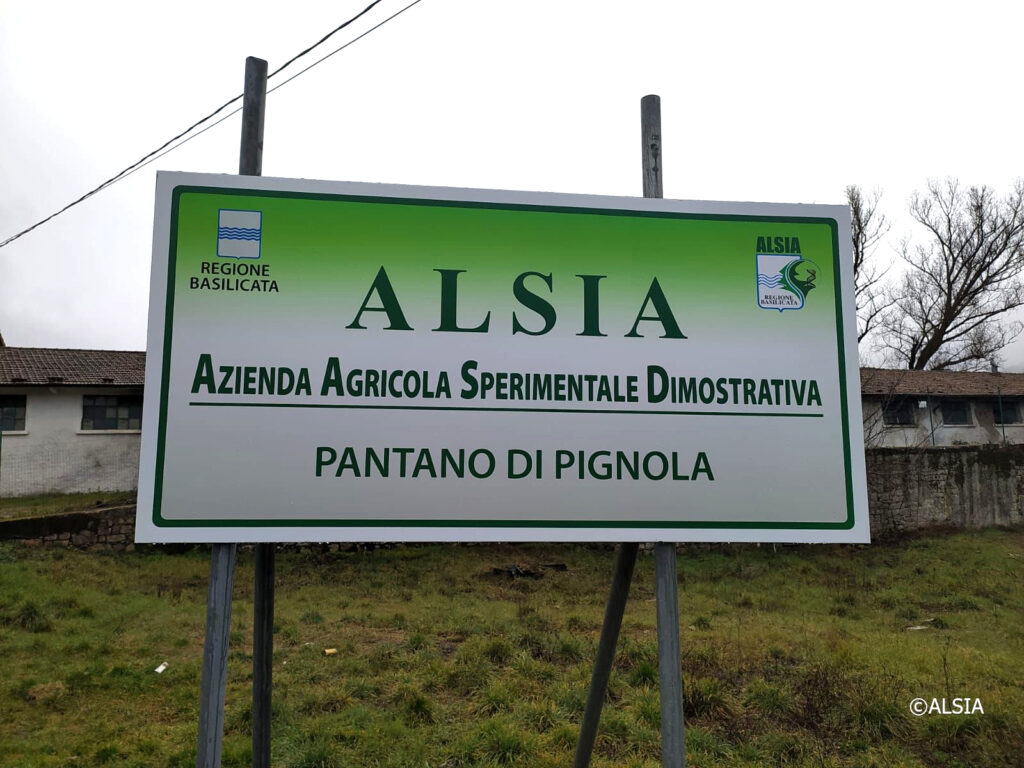 REGIONE
BASILICATA
ALSIA
REGIONE
BASILICATA
ALSIA
AZIENDA AGRICOLA SPERIMENTALE DIMOSTRATIVA
PANTANO DI PIGNOLA
©ALSIA